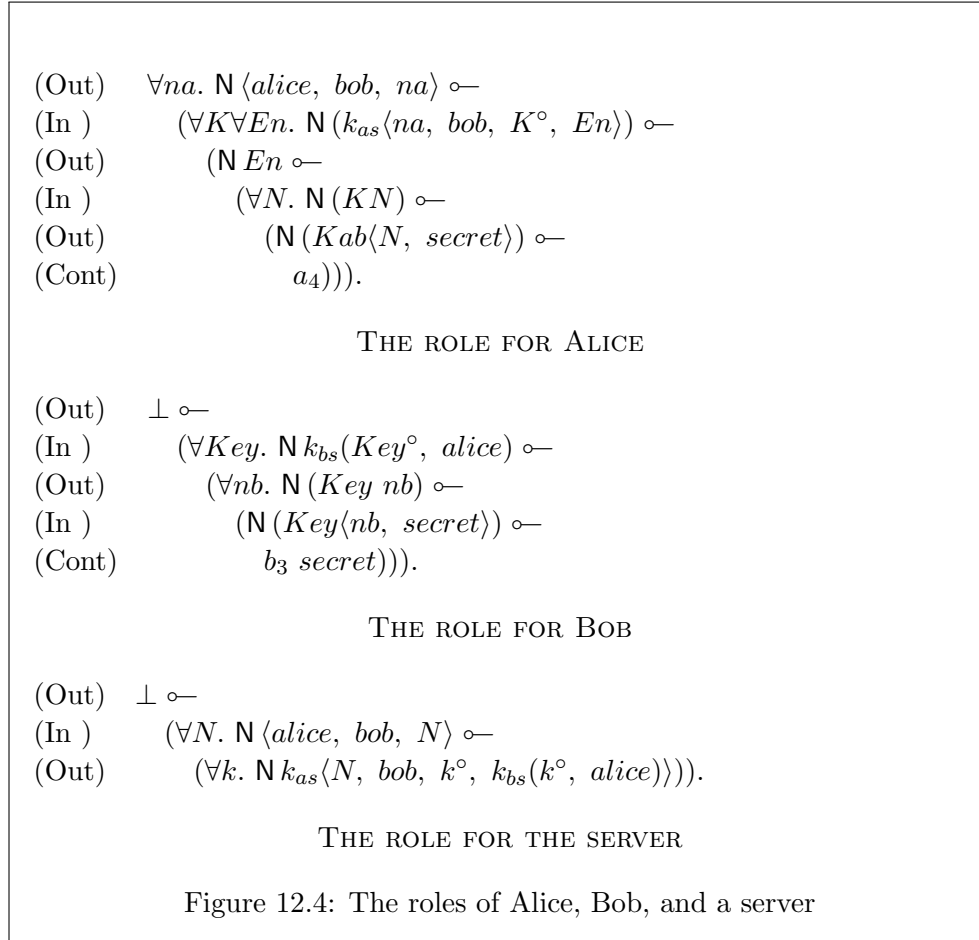 (Out) ∀na. N ⟨alice, bob, na⟩ ⟜
(In ) (∀K∀En. N (k_as⟨na, bob, K°, En⟩) ⟜
(Out) (N En ⟜
(In ) (∀N. N (KN) ⟜
(Out) (N (Kab⟨N, secret⟩) ⟜
(Cont) a₄))).
The role for Alice
(Out) ⊥ ⟜
(In ) (∀Key. N k_bs(Key°, alice) ⟜
(Out) (∀nb. N (Key nb) ⟜
(In ) (N (Key⟨nb, secret⟩) ⟜
(Cont) b₃ secret))).
The role for Bob
(Out) ⊥ ⟜
(In ) (∀N. N ⟨alice, bob, N⟩ ⟜
(Out) (∀k. N k_as⟨N, bob, k°, k_bs(k°, alice)⟩)).
The role for the server
Figure 12.4: The roles of Alice, Bob, and a server